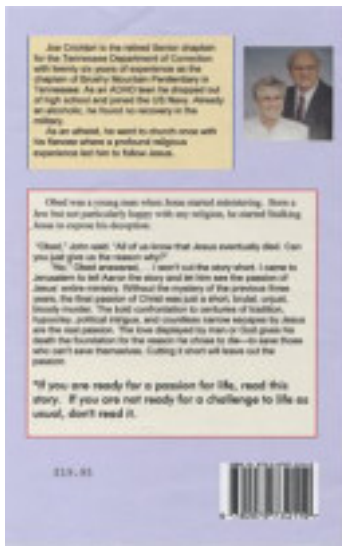 Joe Crichton is the retired Senior chaplain
for the Tennessee Department of Correction
with twenty six years of experience as the
chaplain of Brushy Mountain Penitentiary in
Tennessee. As an ADHD teen he dropped out
of high school and joined the US Navy. Already
an alcoholic, he found no recovery in the
military.
As an atheist, he went to church once with
his fiancee where a profound religious
experience led him to follow Jesus.
Obed was a young man when Jesus started ministering. Born a
Jew but not particularly happy with any religion, he started
Jesus to expose his deception.
"Obed," John said. "All of us know that Jesus eventually died. Can
you just give us the reason why?"
"No," Obed answered, . . . I won't cut the story short. I came to
Jerusalem to tell Aaron the story and let him see the passion of
Jesus' entire ministry. Without the mystery of the previous three
years, the final passion of Christ was just a short, brutal, unjust,
bloody murder. The bold confrontation to centuries of tradition,
hypocrisy, political intrigue, and countless narrow escapes by Jesus
are the real passion. The love displayed by man or God gives his
death the foundation for the reason he chose to die—to save those
who can't save themselves. Cutting it short will leave out the
passion.
"If you are ready for a passion for life, read this
story. If you are not ready for a challenge to life as
usual, don't read it.